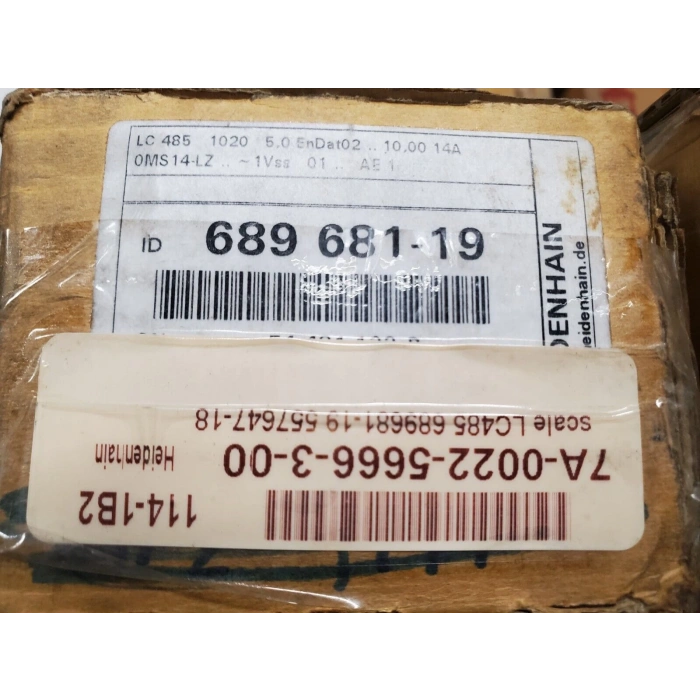 LC 485 1020 5.0 EnDat02 .. 10.00 14A
0MS14-LZ .. ~ 1Vss 01 .. AE 1
ID 689 681-19
DENHAIN
heidenhain.de
114-1B2
7A-0022-5666-3-00
Heidenhain
scale LC485 689681-19 557647-18